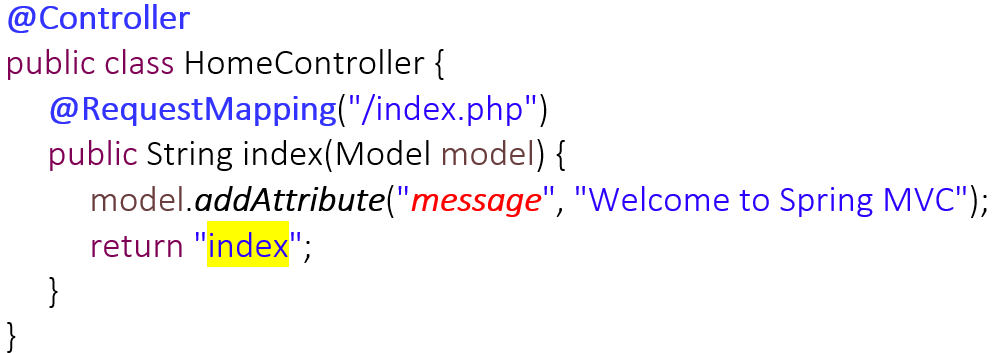 @Controller
public class HomeController {
@RequestMapping("/index.php")
public String index(Model model) {
model.addAttribute("message", "Welcome to Spring MVC");
return "index";
}
}